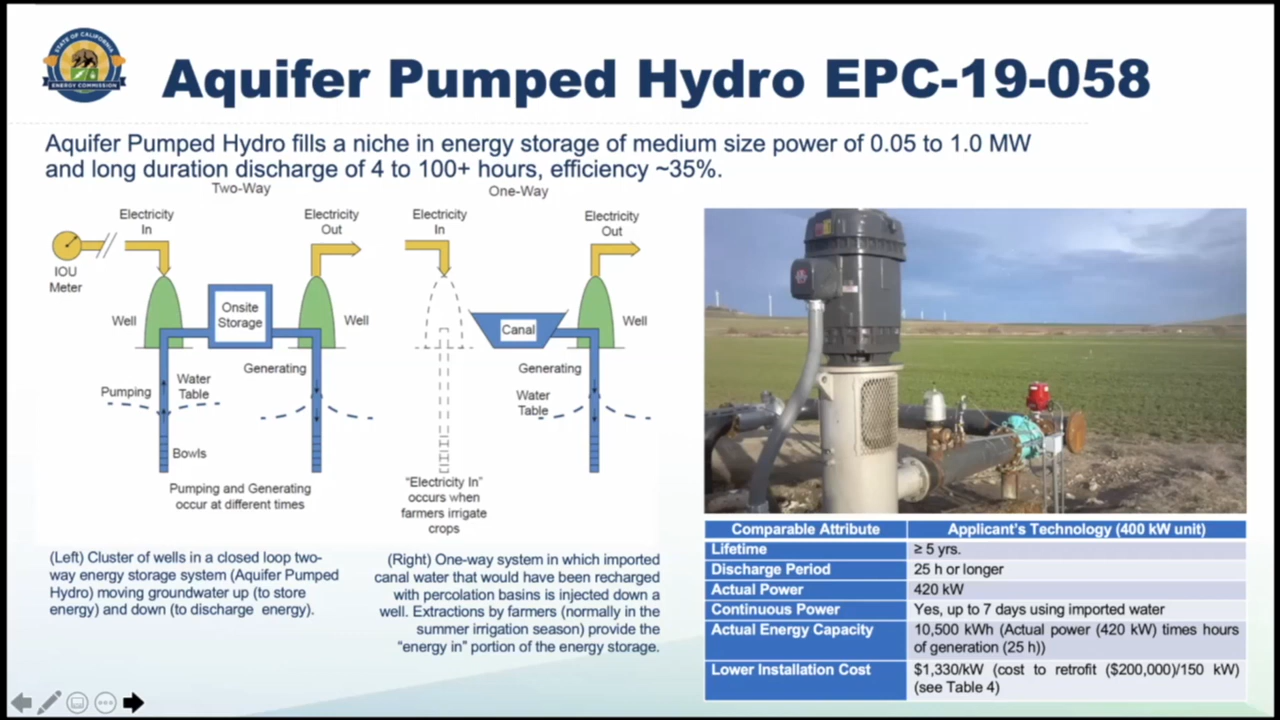 STATE OF CALIFORNIA
ENERGY COMMISSION
Aquifer Pumped Hydro EPC-19-058
Aquifer Pumped Hydro fills a niche in energy storage of medium size power of 0.05 to 1.0 MW
and long duration discharge of 4 to 100+ hours, efficiency ~35%.
Two-Way
Electricity
In
Electricity
Out
IOU
Meter
Well
Onsite
Storage
Well
Generating
Pumping
Water
Table
Bowls
Pumping and Generating
occur at different times
One-Way
Electricity
In
Electricity
Out
Canal
Well
Generating
Water
Table
“Electricity In”
occurs when
farmers irrigate
crops
(Left) Cluster of wells in a closed loop two-
way energy storage system (Aquifer Pumped
Hydro) moving groundwater up (to store
energy) and down (to discharge energy).
(Right) One-way system in which imported
canal water that would have been recharged
with percolation basins is injected down a
well. Extractions by farmers (normally in the
summer irrigation season) provide the
“energy in” portion of the energy storage.
Comparable Attribute Applicant's Technology (400 kW unit)
Lifetime ≥ 5 yrs.
Discharge Period 25 h or longer
Actual Power 420 kW
Continuous Power Yes, up to 7 days using imported water
Actual Energy Capacity 10,500 kWh (Actual power (420 kW) times hours
of generation (25 h))
Lower Installation Cost $1,330/kW (cost to retrofit ($200,000)/150 kW)
(see Table 4)